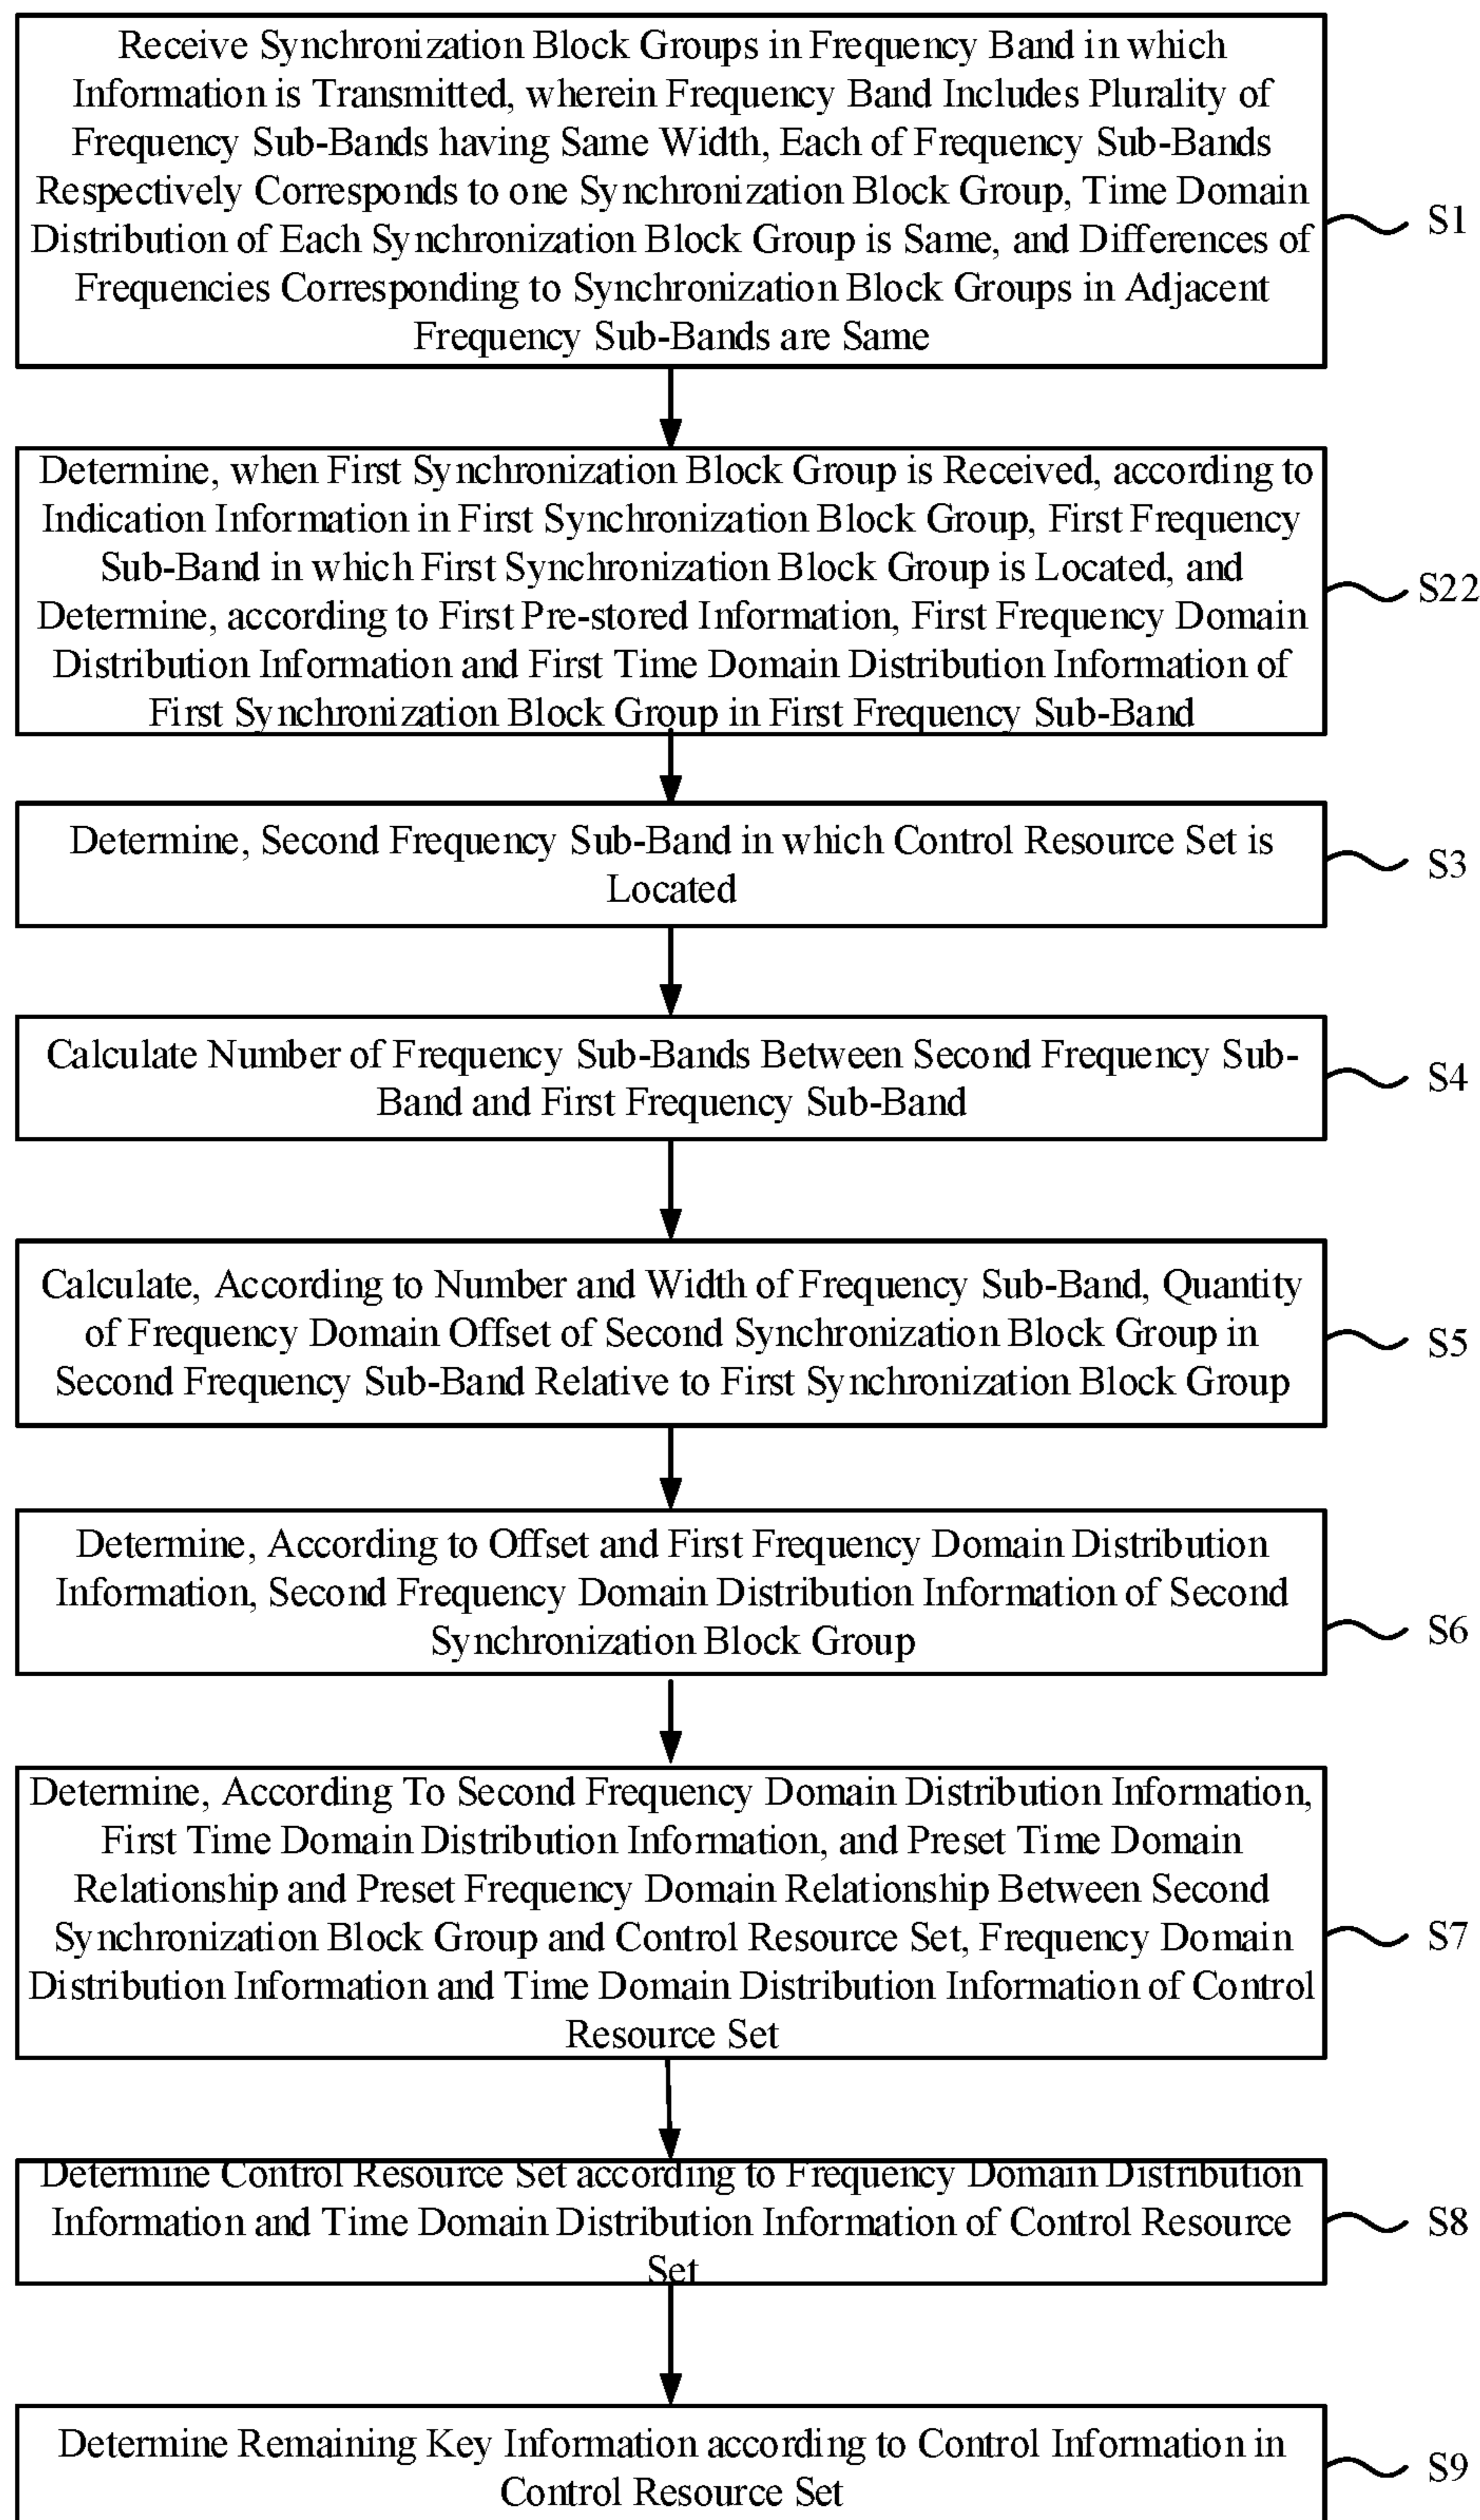 Receive Synchronization Block Groups in Frequency Band in which
Information is Transmitted, wherein Frequency Band Includes Plurality of
Frequency Sub-Bands having Same Width, Each of Frequency Sub-Bands
Respectively Corresponds to one Synchronization Block Group, Time Domain
Distribution of Each Synchronization Block Group is Same, and Differences of
Frequencies Corresponding to Synchronization Block Groups in Adjacent
Frequency Sub-Bands are Same
S1
Determine, when First Synchronization Block Group is Received, according to
Indication Information in First Synchronization Block Group, First Frequency
Sub-Band in which First Synchronization Block Group is Located, and
Determine, according to First Pre-stored Information, First Frequency Domain
Distribution Information and First Time Domain Distribution Information of
First Synchronization Block Group in First Frequency Sub-Band
S22
Determine, Second Frequency Sub-Band in which Control Resource Set is
Located
S3
Calculate Number of Frequency Sub-Bands Between Second Frequency Sub-
Band and First Frequency Sub-Band
S4
Calculate, According to Number and Width of Frequency Sub-Band, Quantity
of Frequency Domain Offset of Second Synchronization Block Group in
Second Frequency Sub-Band Relative to First Synchronization Block Group
S5
Determine, According to Offset and First Frequency Domain Distribution
Information, Second Frequency Domain Distribution Information of Second
Synchronization Block Group
S6
Determine, According To Second Frequency Domain Distribution Information,
First Time Domain Distribution Information, and Preset Time Domain
Relationship and Preset Frequency Domain Relationship Between Second
Synchronization Block Group and Control Resource Set, Frequency Domain
Distribution Information and Time Domain Distribution Information of Control
Resource Set
S7
Determine Control Resource Set according to Frequency Domain Distribution
Information and Time Domain Distribution Information of Control Resource
Set
S8
Determine Remaining Key Information according to Control Information in
Control Resource Set
S9